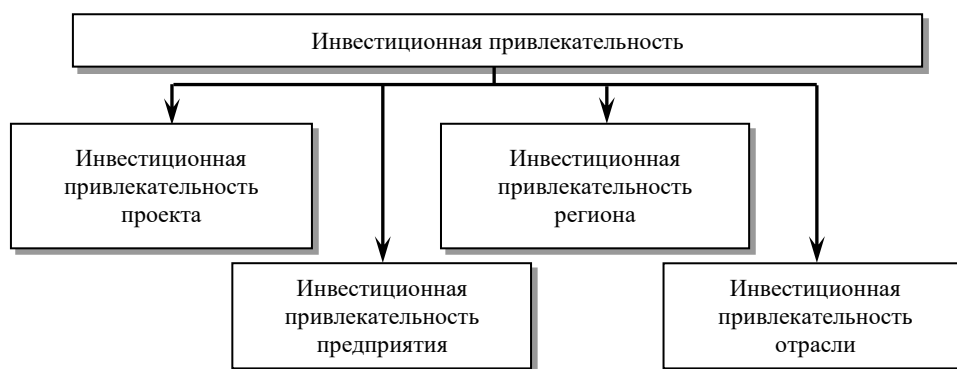 Инвестиционная привлекательность
Инвестиционная
привлекательность
проекта
Инвестиционная
привлекательность
региона
Инвестиционная
привлекательность
предприятия
Инвестиционная
привлекательность
отрасли